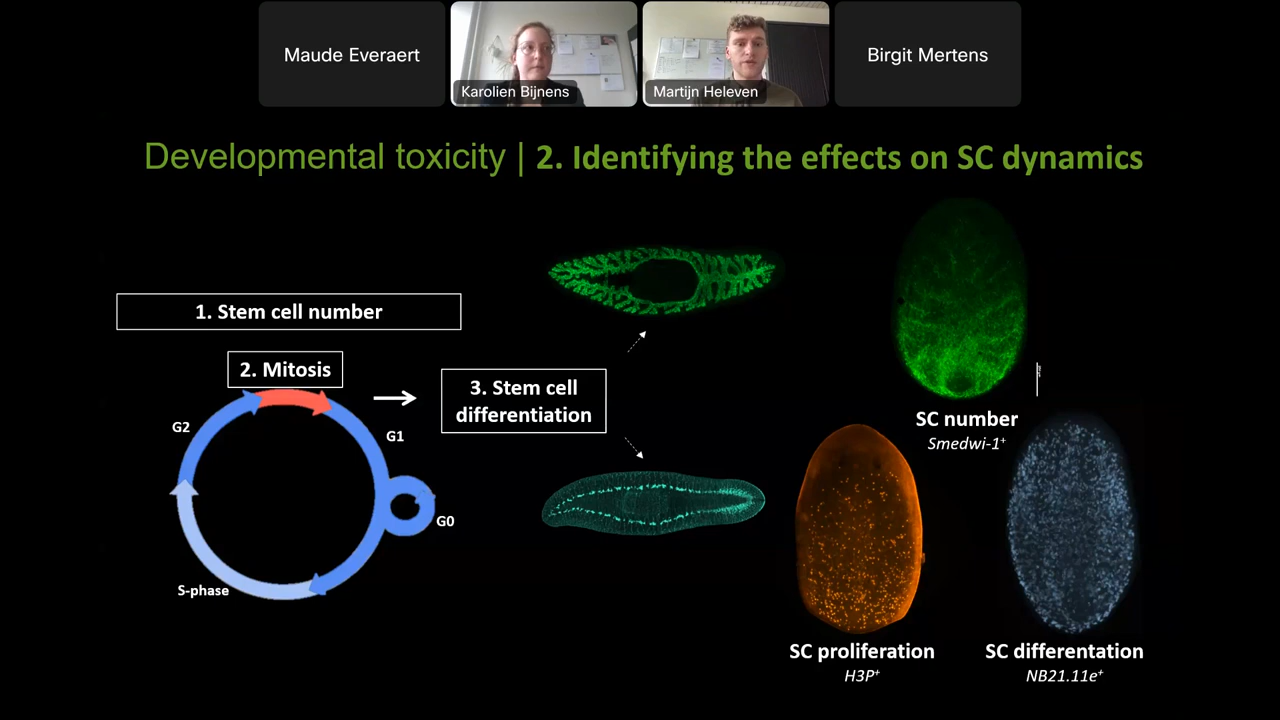 Maude Everaert
Karolien Bijnens
Martijn Heleven
Birgit Mertens
Developmental toxicity | 2. Identifying the effects on SC dynamics
1. Stem cell number
2. Mitosis
G2
G1
G0
S-phase
3. Stem cell
differentiation
SC number
Smedwi-1+
SC proliferation
H3P+
SC differentation
NB21.11e+